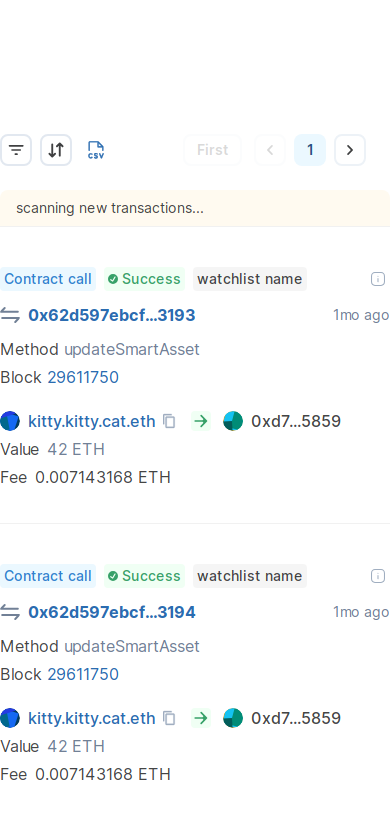 CSV First 1
scanning new transactions...
Contract call Success watchlist name
0x62d597ebcf...3193 1mo ago
Method updateSmartAsset
Block 29611750
kitty.kitty.cat.eth 0xd7...5859
Value 42 ETH
Fee 0.007143168 ETH
Contract call Success watchlist name
0x62d597ebcf...3194 1mo ago
Method updateSmartAsset
Block 29611750
kitty.kitty.cat.eth 0xd7...5859
Value 42 ETH
Fee 0.007143168 ETH